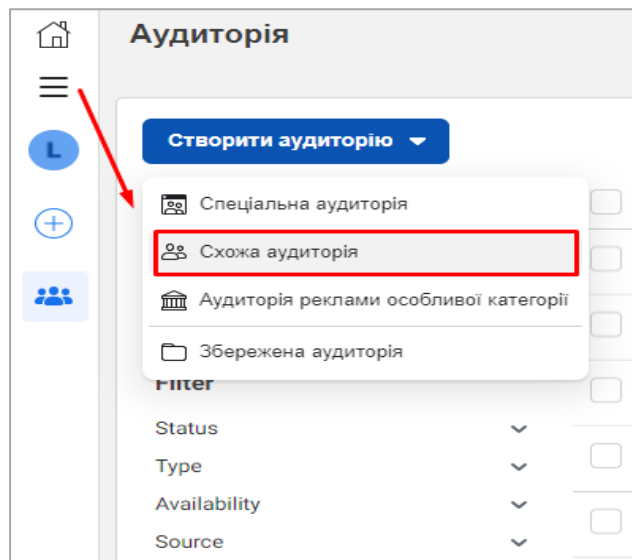 Аудиторія
L
Створити аудиторію
Спеціальна аудиторія
Схожа аудиторія
Аудиторія реклами особливої категорії
Збережена аудиторія
Filter
Status
Type
Availability
Source